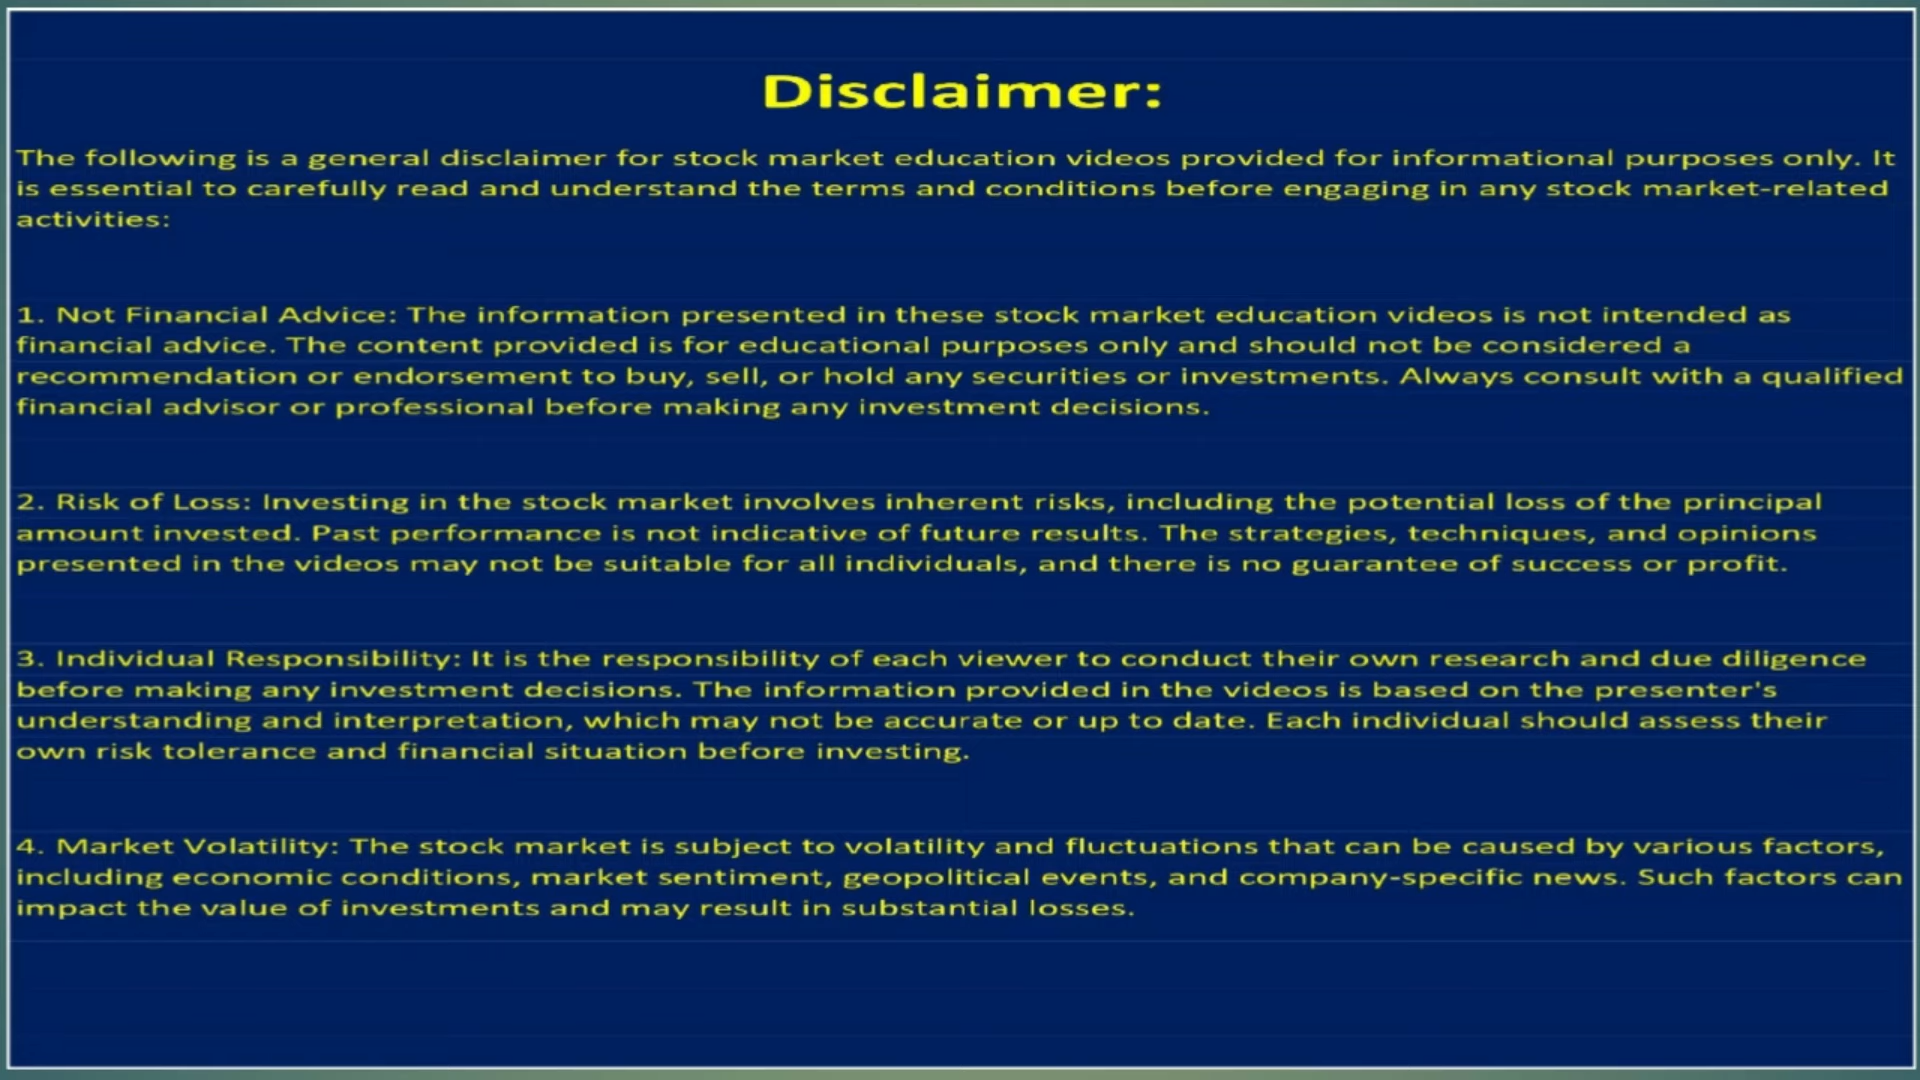 Disclaimer:
The following is a general disclaimer for stock market education videos provided for informational purposes only. It
is essential to carefully read and understand the terms and conditions before engaging in any stock market-related
activities:
1. Not Financial Advice: The information presented in these stock market education videos is not intended as
financial advice. The content provided is for educational purposes only and should not be considered a
recommendation or endorsement to buy, sell, or hold any securities or investments. Always consult with a qualified
financial advisor or professional before making any investment decisions.
2. Risk of Loss: Investing in the stock market involves inherent risks, including the potential loss of the principal
amount invested. Past performance is not indicative of future results. The strategies, techniques, and opinions
presented in the videos may not be suitable for all individuals, and there is no guarantee of success or profit.
3. Individual Responsibility: It is the responsibility of each viewer to conduct their own research and due diligence
before making any investment decisions. The information provided in the videos is based on the presenter's
understanding and interpretation, which may not be accurate or up to date. Each individual should assess their
own risk tolerance and financial situation before investing.
4. Market Volatility: The stock market is subject to volatility and fluctuations that can be caused by various factors,
including economic conditions, market sentiment, geopolitical events, and company-specific news. Such factors can
impact the value of investments and may result in substantial losses.